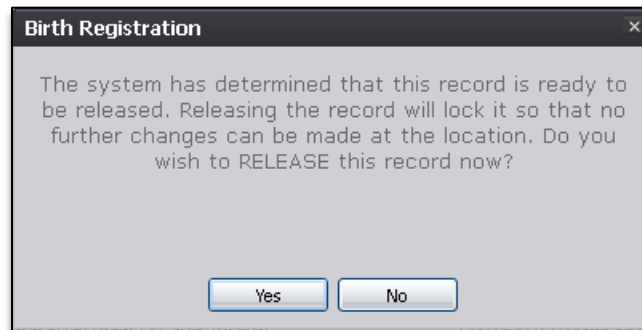 Birth Registration
The system has determined that this record is ready to
be released. Releasing the record will lock it so that no
further changes can be made at the location. Do you
wish to RELEASE this record now?
Yes No